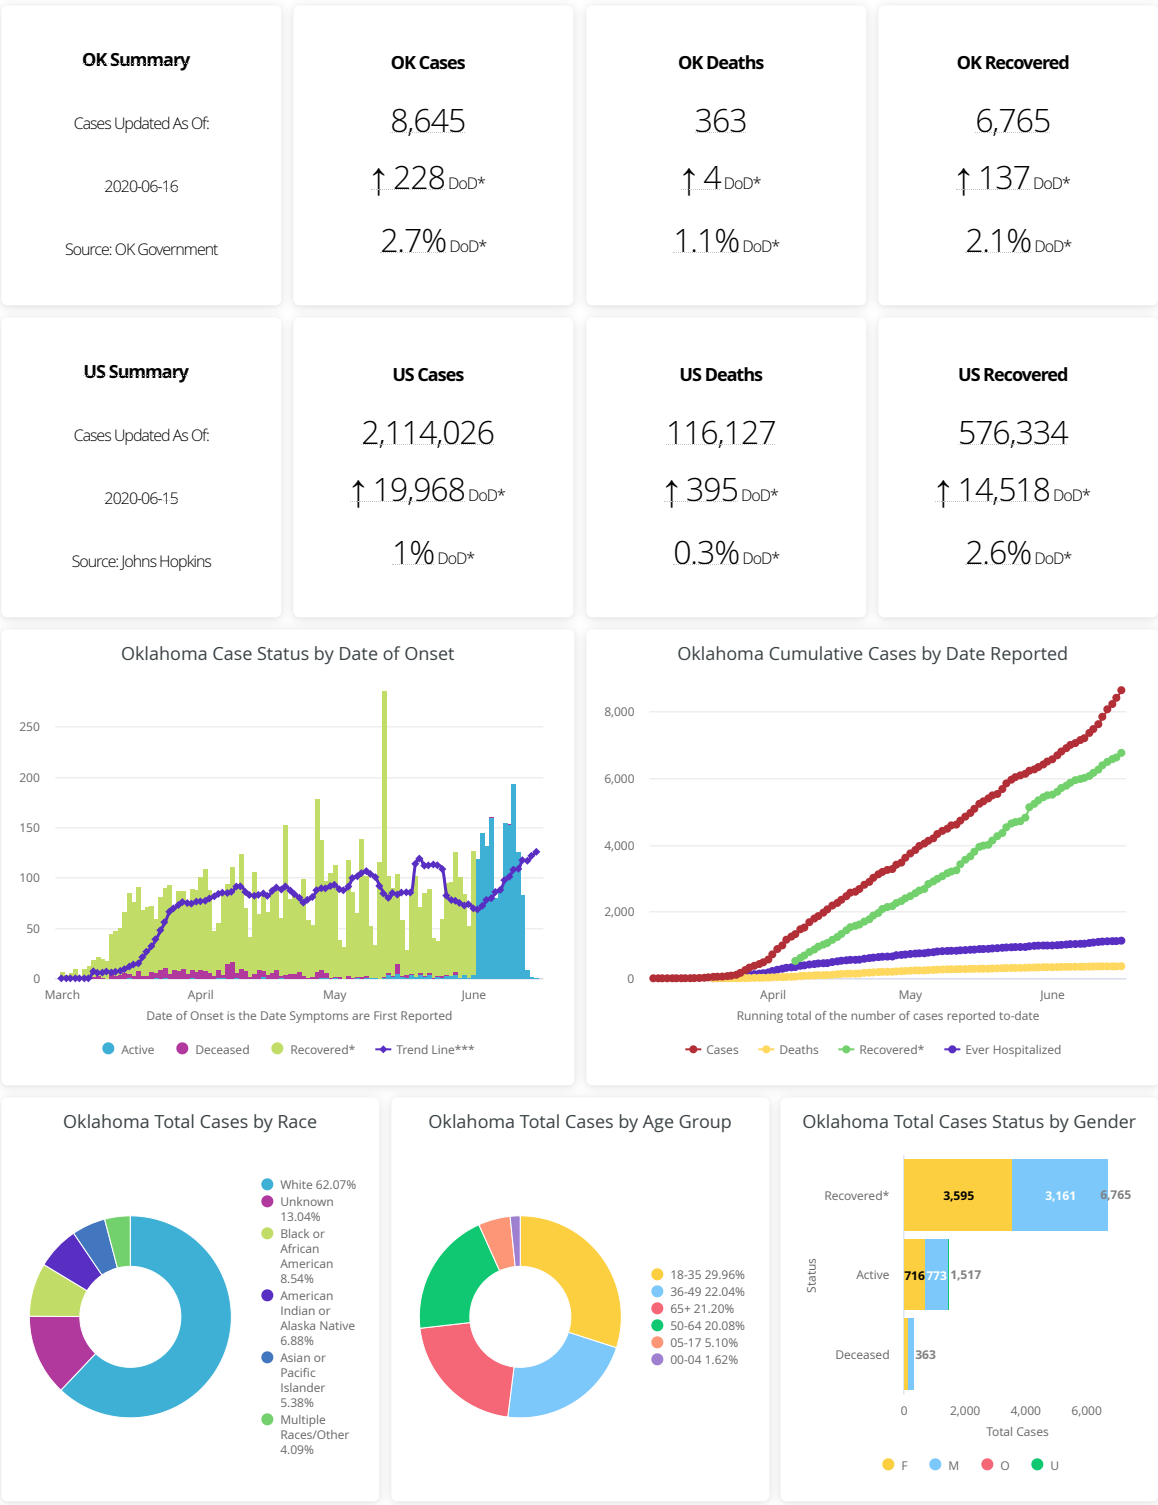 OK Summary
Cases Updated As Of:
2020-06-16
Source: OK Government
OK Cases
8,645
↑ 228 DoD*
2.7% DoD*
OK Deaths
363
↑ 4 DoD*
1.1% DoD*
OK Recovered
6,765
↑ 137 DoD*
2.1% DoD*
US Summary
Cases Updated As Of:
2020-06-15
Source: Johns Hopkins
US Cases
2,114,026
↑ 19,968 DoD*
1% DoD*
US Deaths
116,127
↑ 395 DoD*
0.3% DoD*
US Recovered
576,334
↑ 14,518 DoD*
2.6% DoD*
Oklahoma Case Status by Date of Onset
250
200
150
100
50
0
March April May June
Date of Onset is the Date Symptoms are First Reported
Active Deceased Recovered* Trend Line***
Oklahoma Cumulative Cases by Date Reported
8,000
6,000
4,000
2,000
0
April May June
Running total of the number of cases reported to-date
Cases Deaths Recovered* Ever Hospitalized
Oklahoma Total Cases by Race
White 62.07%
Unknown
13.04%
Black or
African
American
8.54%
American
Indian or
Alaska Native
6.88%
Asian or
Pacific
Islander
5.38%
Multiple
Races/Other
4.09%
Oklahoma Total Cases by Age Group
18-35 29.96%
36-49 22.04%
65+ 21.20%
50-64 20.08%
05-17 5.10%
00-04 1.62%
Oklahoma Total Cases Status by Gender
Status
Recovered* 3,595 3,161 6,765
Active 716 773 1,517
Deceased 363
0 2,000 4,000 6,000
Total Cases
F M O U